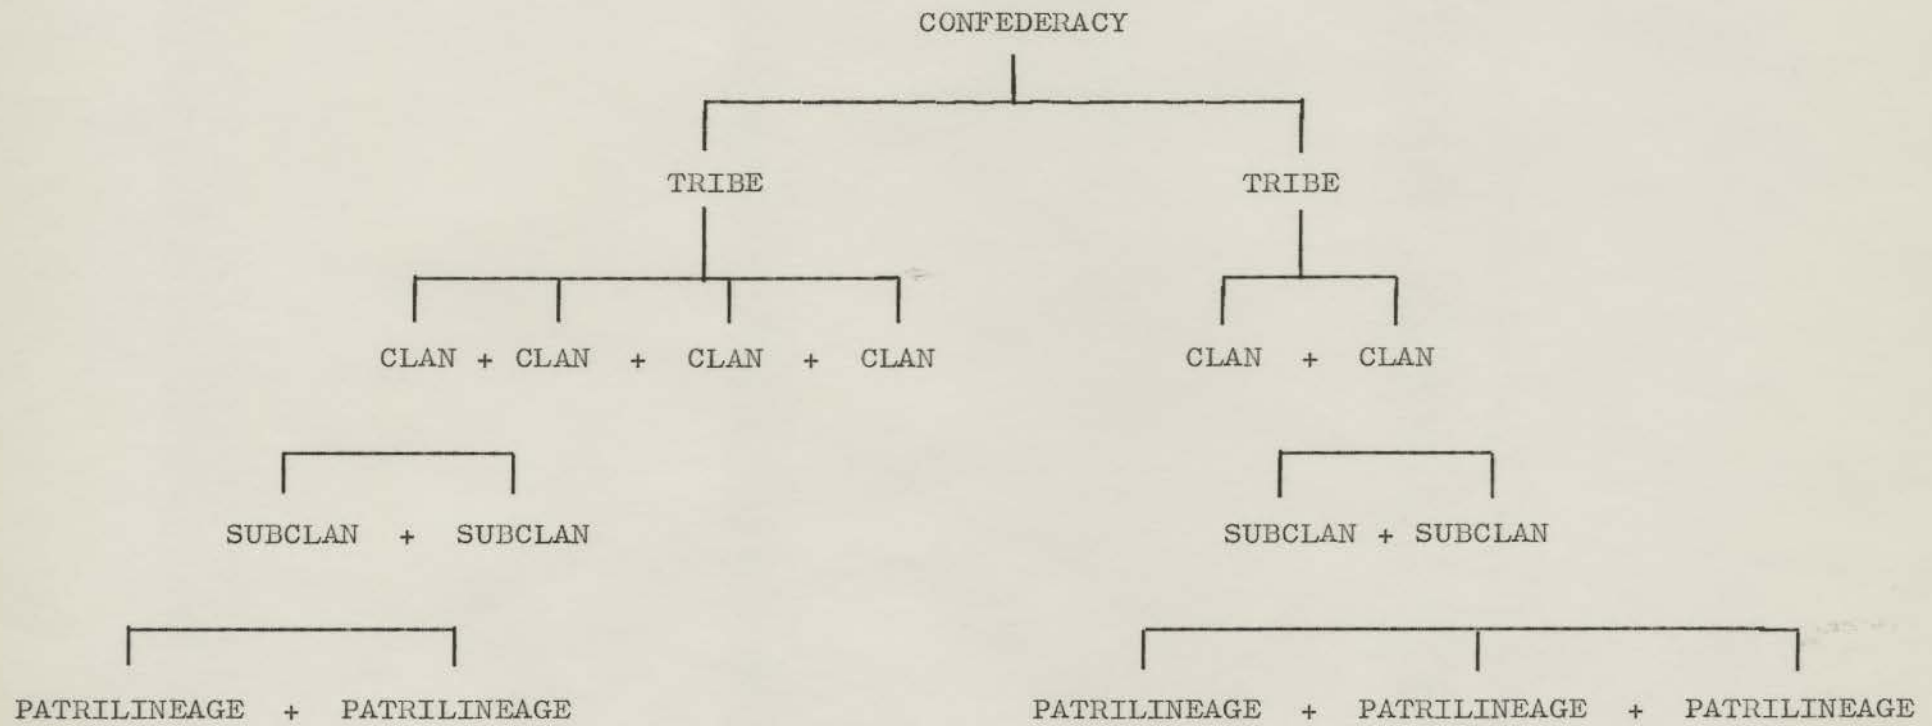 CONFEDERACY
TRIBE TRIBE
CLAN + CLAN + CLAN + CLAN CLAN + CLAN
SUBCLAN + SUBCLAN SUBCLAN + SUBCLAN
PATRILINEAGE + PATRILINEAGE PATRILINEAGE + PATRILINEAGE + PATRILINEAGE